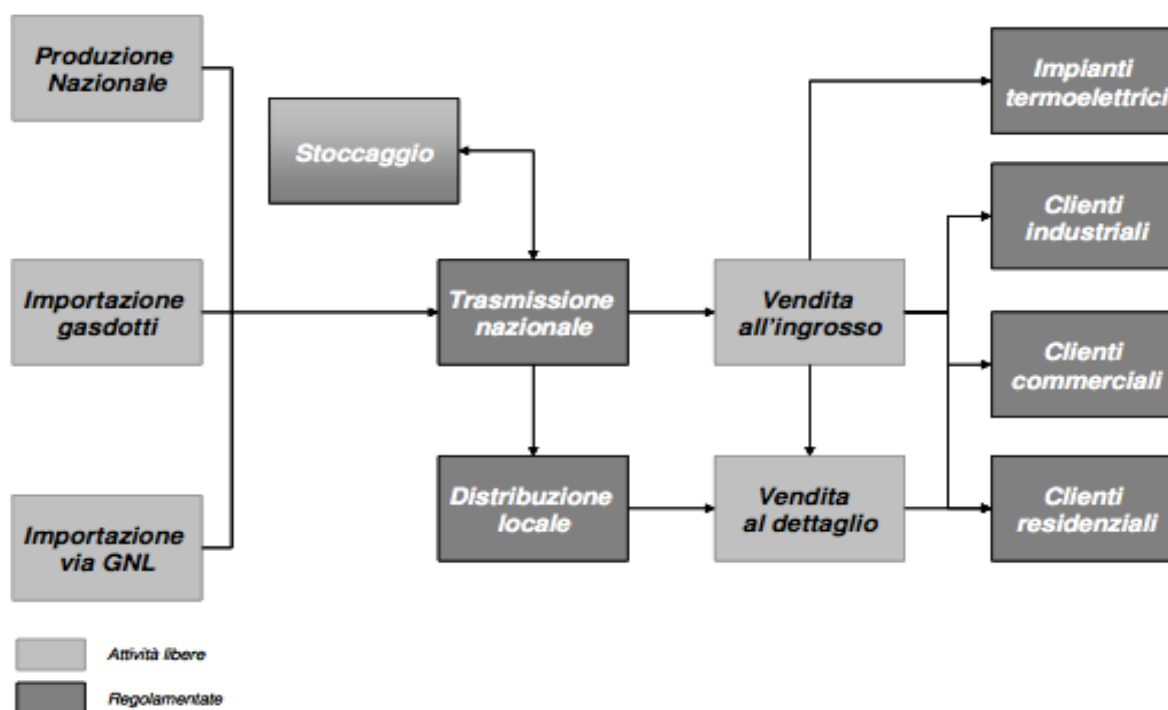 Produzione
Nazionale
Impianti
termoelettrici
Stoccaggio
Clienti
industriali
Importazione
gasdotti
Trasmissione
nazionale
Vendita
all'ingrosso
Clienti
commerciali
Importazione
via GNL
Distribuzione
locale
Vendita
al dettaglio
Clienti
residenziali
Attività libere
Regolamentate